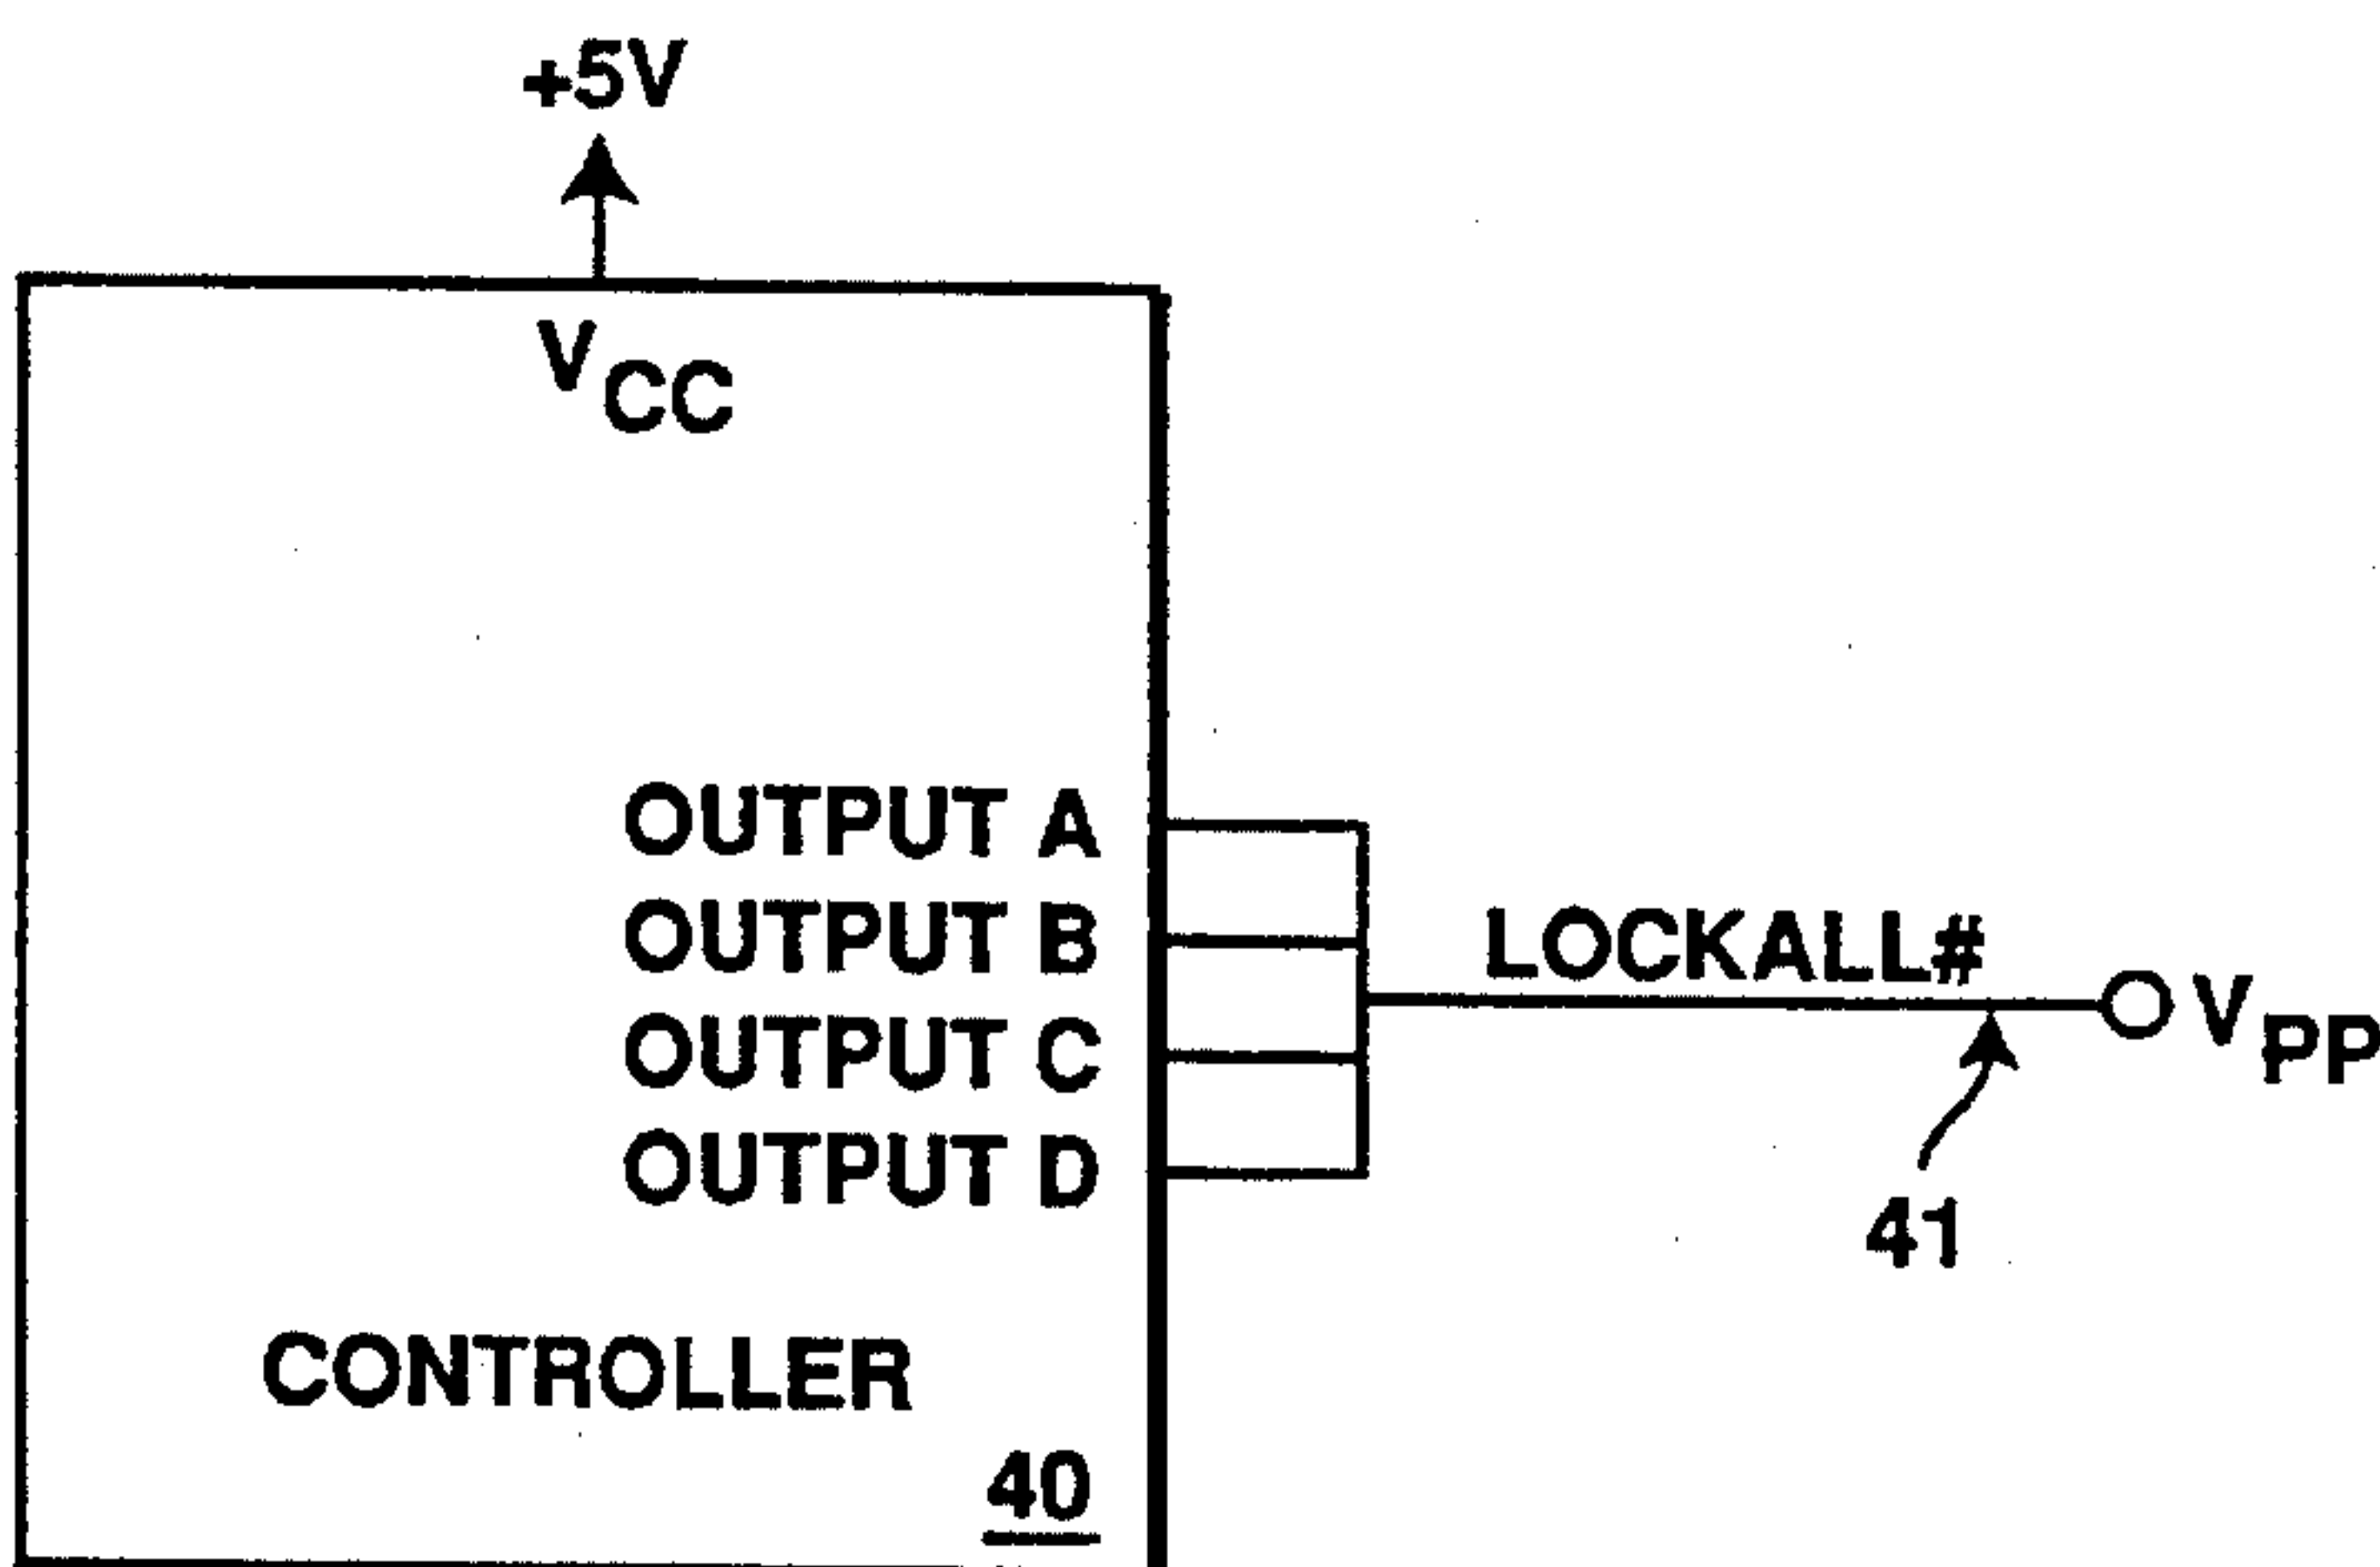 +5V
VCC
OUTPUT A
OUTPUT B
OUTPUT C
OUTPUT D
LOCKALL#
VPP
41
CONTROLLER
40